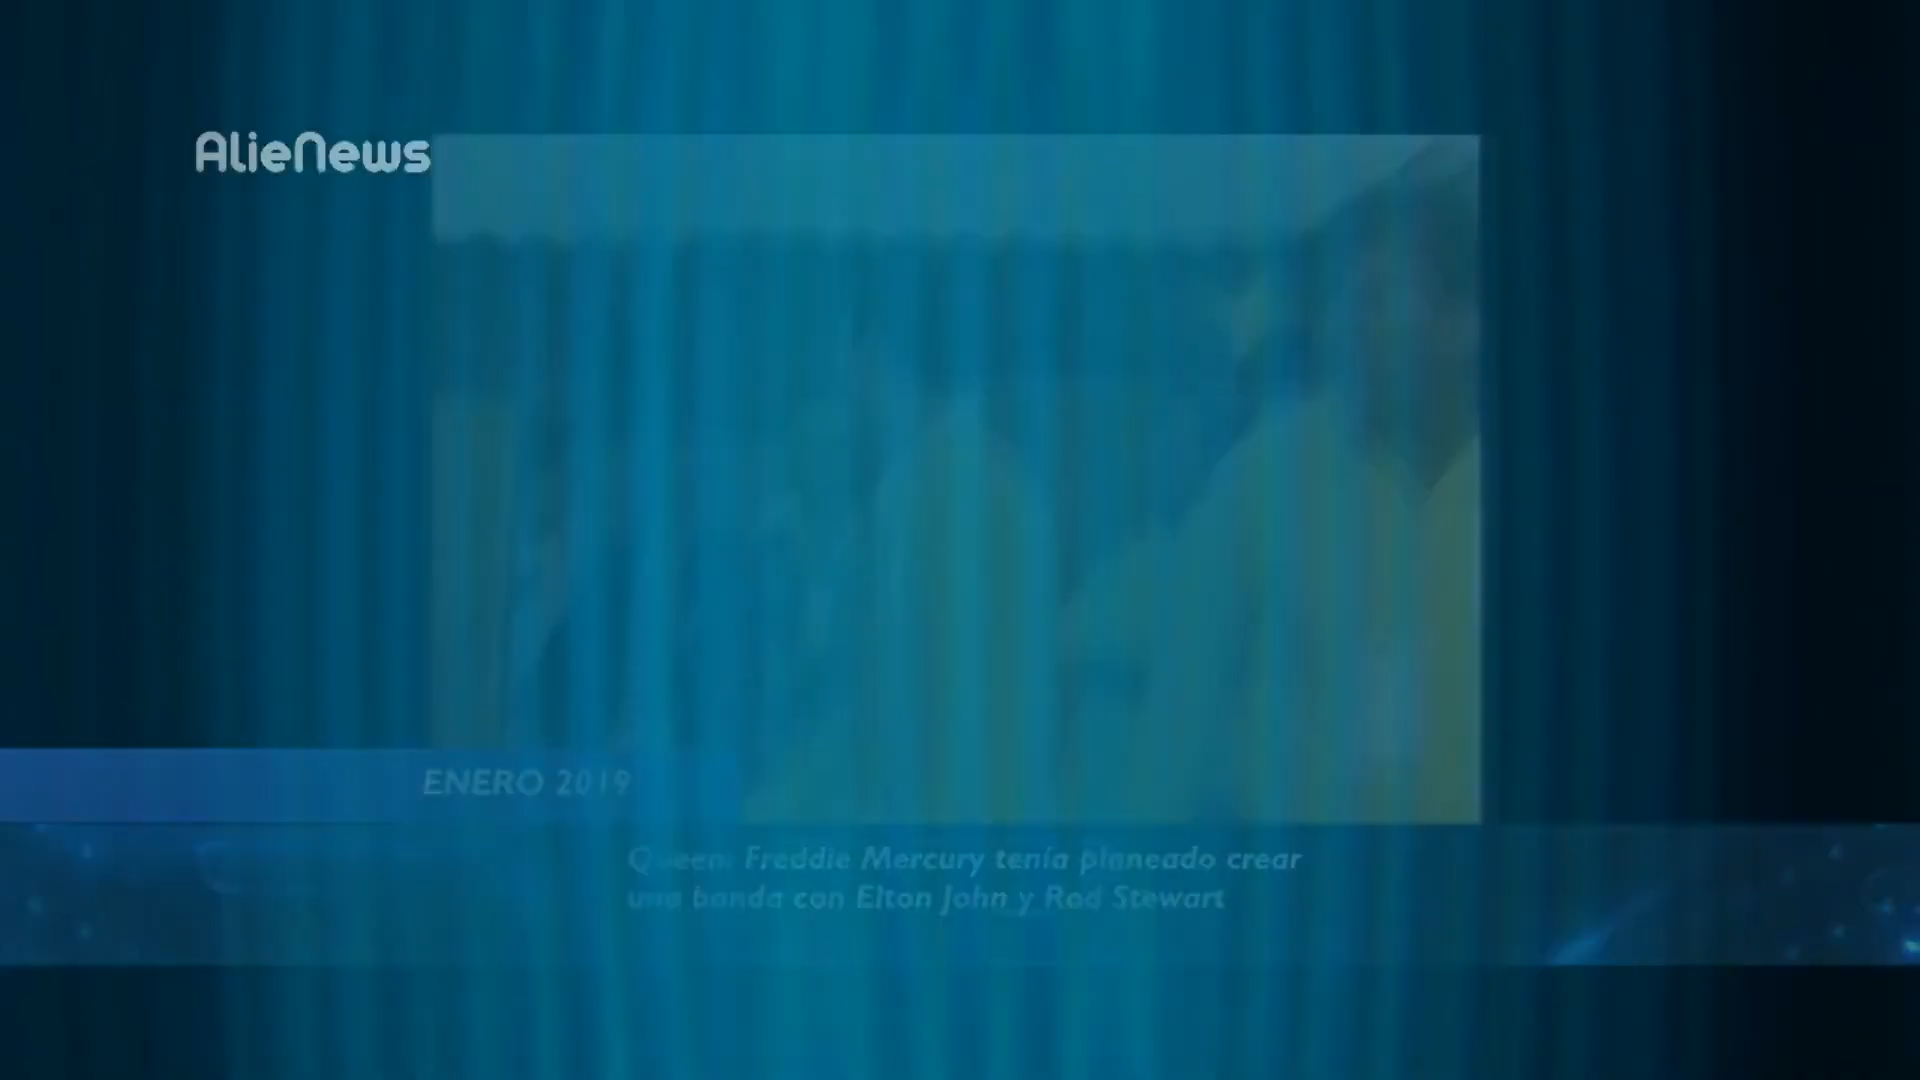 AlieNews
ENERO 2019
Queen: Freddie Mercury tenía planeado crear
una banda con Elton John y Rod Stewart